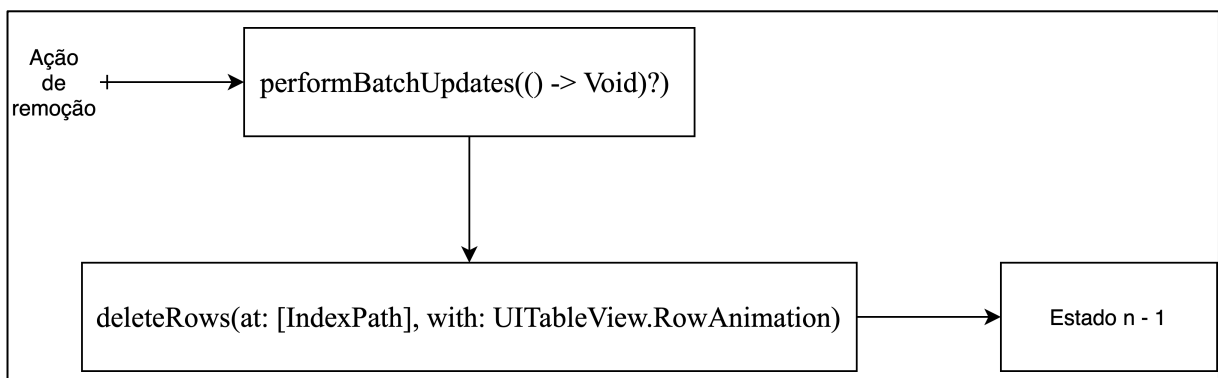 Ação
de
remoção
performBatchUpdates(() -> Void)?)
deleteRows(at: [IndexPath], with: UITableView.RowAnimation)
Estado n - 1